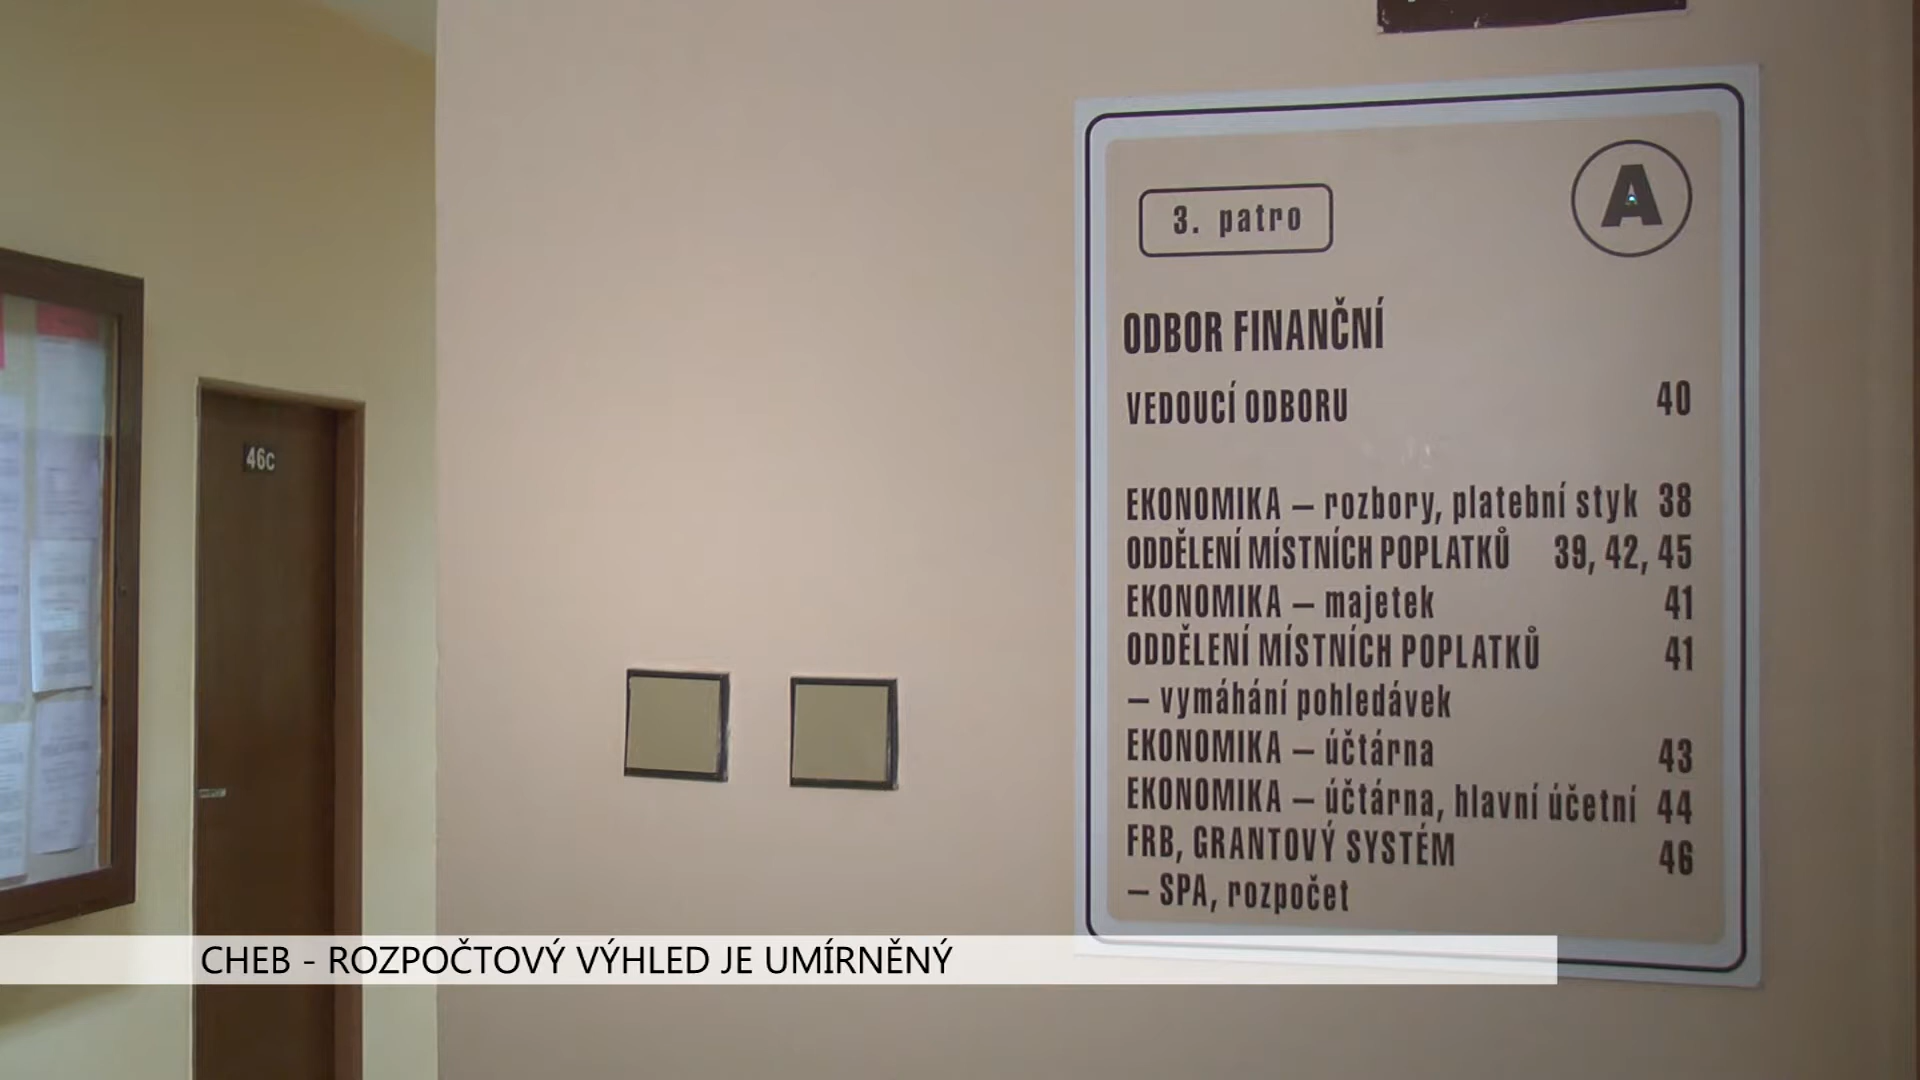 3. patro
A
ODBOR FINANČNÍ
VEDOUCÍ ODBORU 40
EKONOMIKA – rozbory, platební styk 38
ODDĚLENÍ MÍSTNÍCH POPLATKŮ 39, 42, 45
EKONOMIKA – majetek 41
ODDĚLENÍ MÍSTNÍCH POPLATKŮ 41
– vymáhání pohledávek
EKONOMIKA – účtárna 43
EKONOMIKA – účtárna, hlavní účetní 44
FRB, GRANTOVÝ SYSTÉM 46
– SPA, rozpočet
46c
CHEB - ROZPOČTOVÝ VÝHLED JE UMÍRNĚNÝ